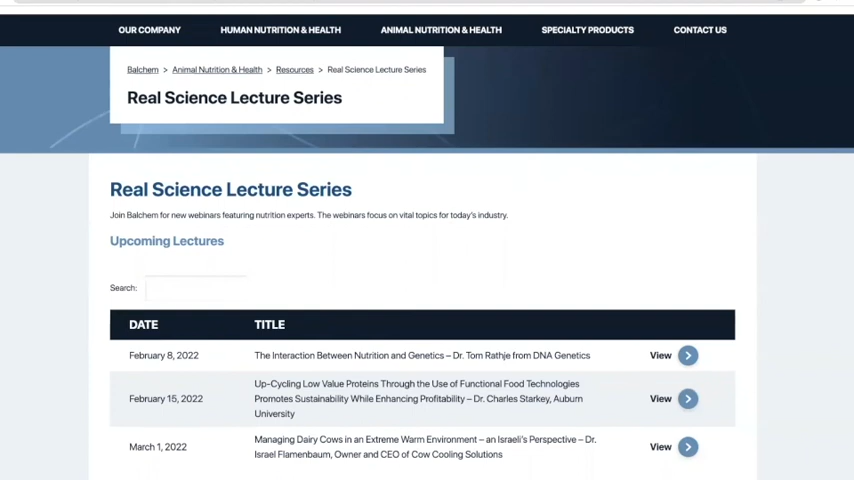 OUR COMPANY HUMAN NUTRITION & HEALTH ANIMAL NUTRITION & HEALTH SPECIALTY PRODUCTS CONTACT US
Balchem > Animal Nutrition & Health > Resources > Real Science Lecture Series
Real Science Lecture Series
Real Science Lecture Series
Join Balchem for new webinars featuring nutrition experts. The webinars focus on vital topics for today's industry.
Upcoming Lectures
Search:
DATE TITLE
February 8, 2022 The Interaction Between Nutrition and Genetics – Dr. Tom Rathje from DNA Genetics View
Up-Cycling Low Value Proteins Through the Use of Functional Food Technologies
February 15, 2022 Promotes Sustainability While Enhancing Profitability – Dr. Charles Starkey, Auburn View
University
Managing Dairy Cows in an Extreme Warm Environment – an Israeli's Perspective – Dr.
March 1, 2022 View
Israel Flamenbaum, Owner and CEO of Cow Cooling Solutions